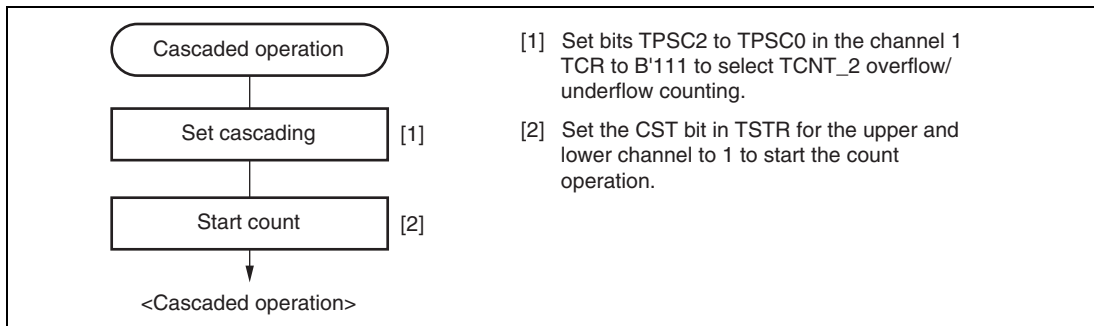 Cascaded operation
Set cascading
[1]
Start count
[2]
<Cascaded operation>
[1] Set bits TPSC2 to TPSC0 in the channel 1
TCR to B'111 to select TCNT_2 overflow/
underflow counting.
[2] Set the CST bit in TSTR for the upper and
lower channel to 1 to start the count
operation.